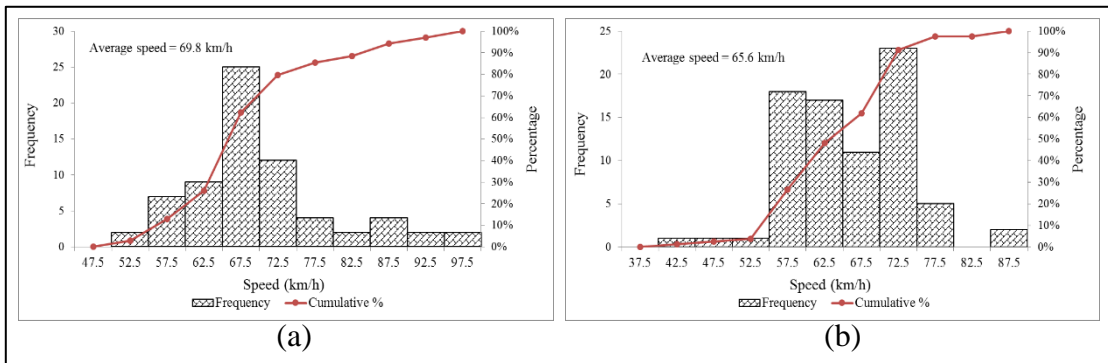 Average speed = 69.8 km/h
Frequency
30
25
20
15
10
5
0
100%
90%
80%
70%
60%
50%
40%
30%
20%
10%
0%
Percentage
47.5 52.5 57.5 62.5 67.5 72.5 77.5 82.5 87.5 92.5 97.5
Speed (km/h)
Frequency Cumulative %
(a)
Average speed = 65.6 km/h
Frequency
25
20
15
10
5
0
100%
90%
80%
70%
60%
50%
40%
30%
20%
10%
0%
Percentage
37.5 42.5 47.5 52.5 57.5 62.5 67.5 72.5 77.5 82.5 87.5
Speed (km/h)
Frequency Cumulative %
(b)